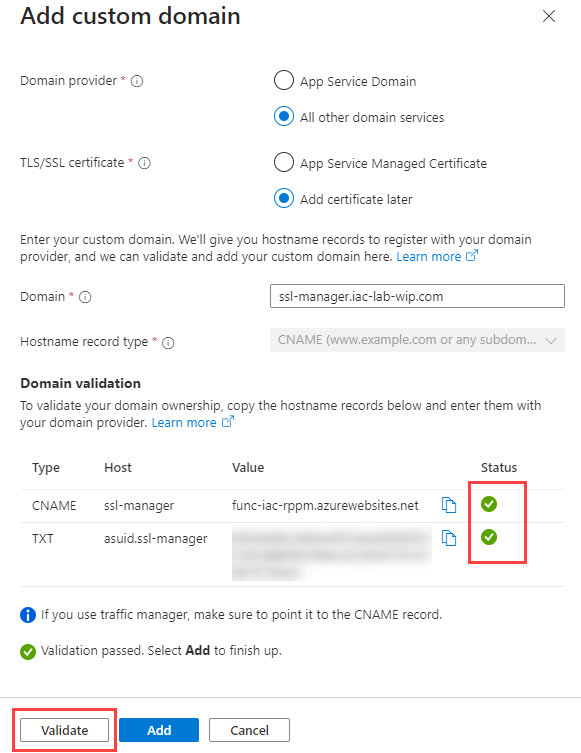 Add custom domain
Domain provider *
App Service Domain
All other domain services
TLS/SSL certificate *
App Service Managed Certificate
Add certificate later
Enter your custom domain. We'll give you hostname records to register with your domain
provider, and we can validate and add your custom domain here. Learn more
Domain *
ssl-manager.iac-lab-wip.com
Hostname record type *
CNAME (www.example.com or any subdom...
Domain validation
To validate your domain ownership, copy the hostname records below and enter them with
your domain provider. Learn more
Type Host Value Status
CNAME ssl-manager func-iac-rppm.azurewebsites.net
TXT asuid.ssl-manager
If you use traffic manager, make sure to point it to the CNAME record.
Validation passed. Select Add to finish up.
Validate Add Cancel